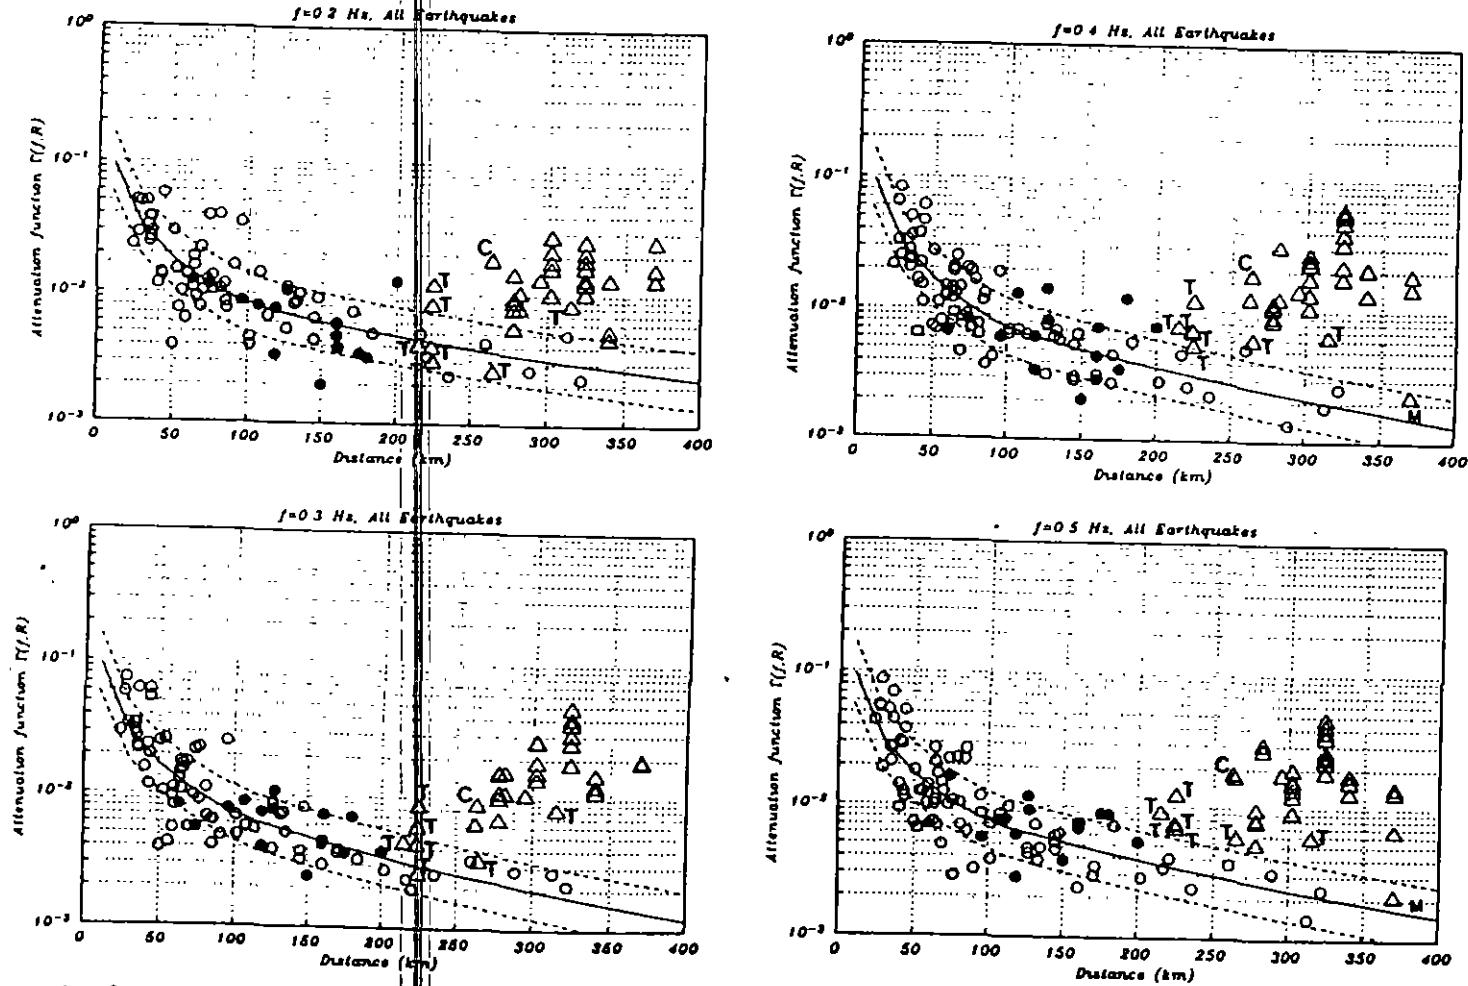 f=0.2 Hz, All Earthquakes
10⁰
10⁻¹
10⁻²
10⁻³
Attenuation function Γ(f,R)
C
T
T
T
T
T
T
0 50 100 150 200 250 300 350 400
Distance (km)
f=0.4 Hz, All Earthquakes
10⁰
10⁻¹
10⁻²
10⁻³
Attenuation function Γ(f,R)
C
T
T
T
T
T
T
M
0 50 100 150 200 250 300 350 400
Distance (km)
f=0.3 Hz, All Earthquakes
10⁰
10⁻¹
10⁻²
10⁻³
Attenuation function Γ(f,R)
C
T
T
T
T
T
0 50 100 150 200 250 300 350 400
Distance (km)
f=0.5 Hz, All Earthquakes
10⁰
10⁻¹
10⁻²
10⁻³
Attenuation function Γ(f,R)
C
T
T
T
T
T
T
M
0 50 100 150 200 250 300 350 400
Distance (km)